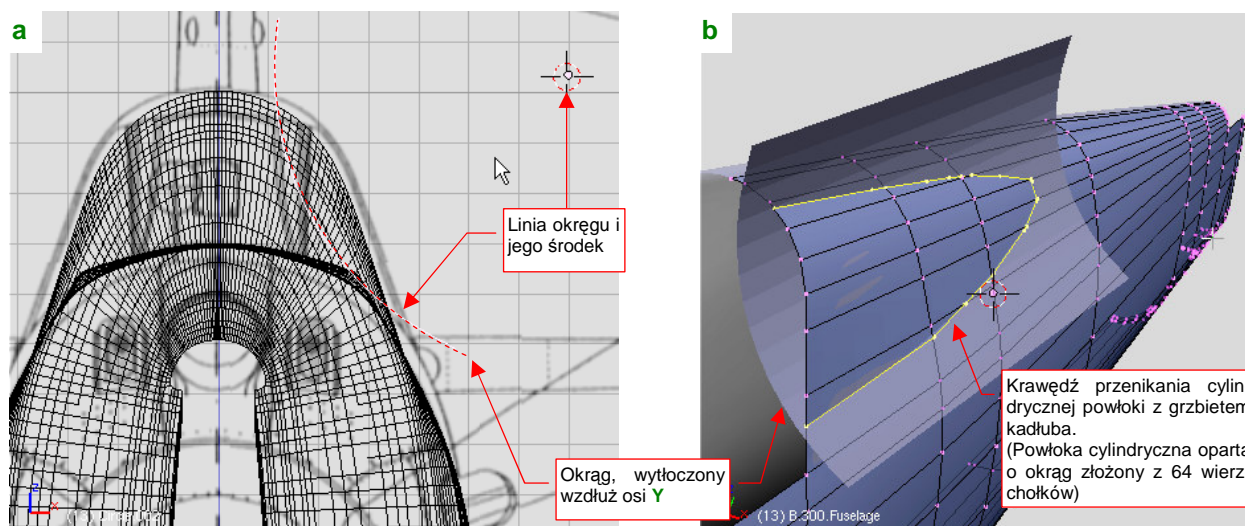 a
b
Linia okręgu i
jego środek
Okrąg, wytłoczony
wzdłuż osi Y
Krawędź przenikania cylin-
drycznej powłoki z grzbietem
kadłuba.
(Powłoka cylindryczna oparta
o okrąg złożony z 64 wierz-
chołków)
z
x
y
x
(13) B.300.Fuselage